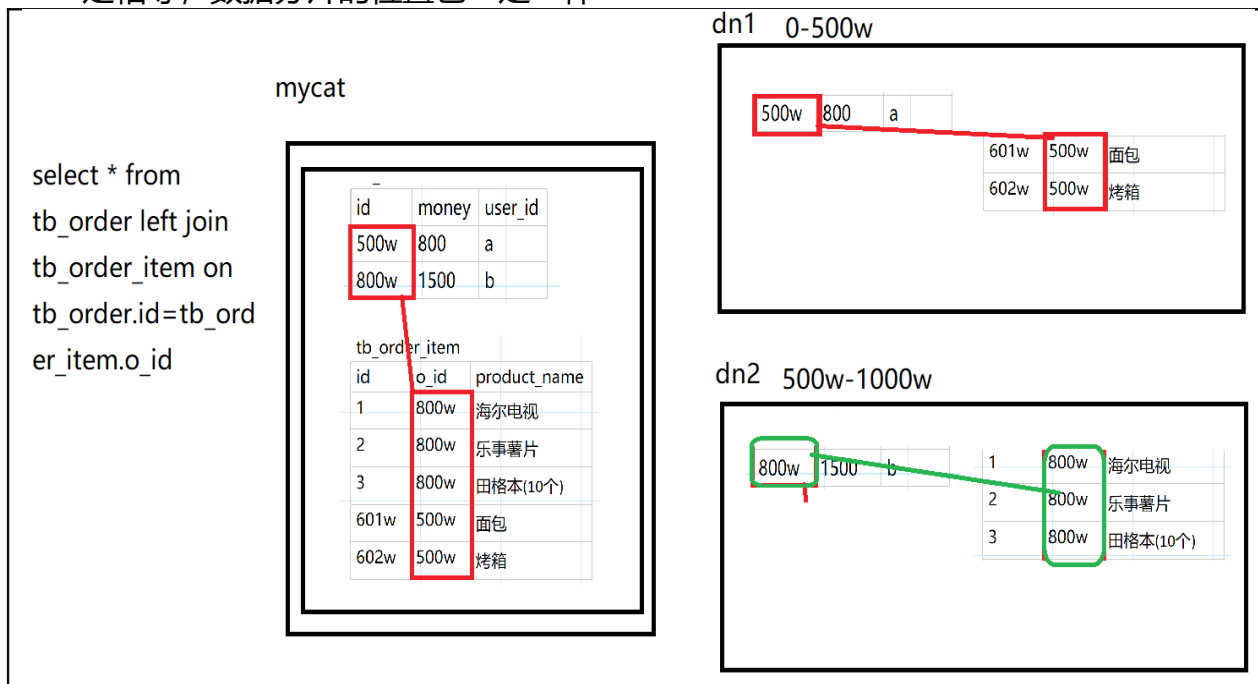 dn1 0-500w
mycat
select * from
tb_order left join
tb_order_item on
tb_order.id=tb_ord
er_item.o_id
id money user_id
500w 800 a
800w 1500 b
tb_order_item
id o_id product_name
1 800w 海尔电视
2 800w 乐事薯片
3 800w 田格本(10个)
601w 500w 面包
602w 500w 烤箱
500w 800 a
601w 500w 面包
602w 500w 烤箱
dn2 500w-1000w
800w 1500 b
1 800w 海尔电视
2 800w 乐事薯片
3 800w 田格本(10个)